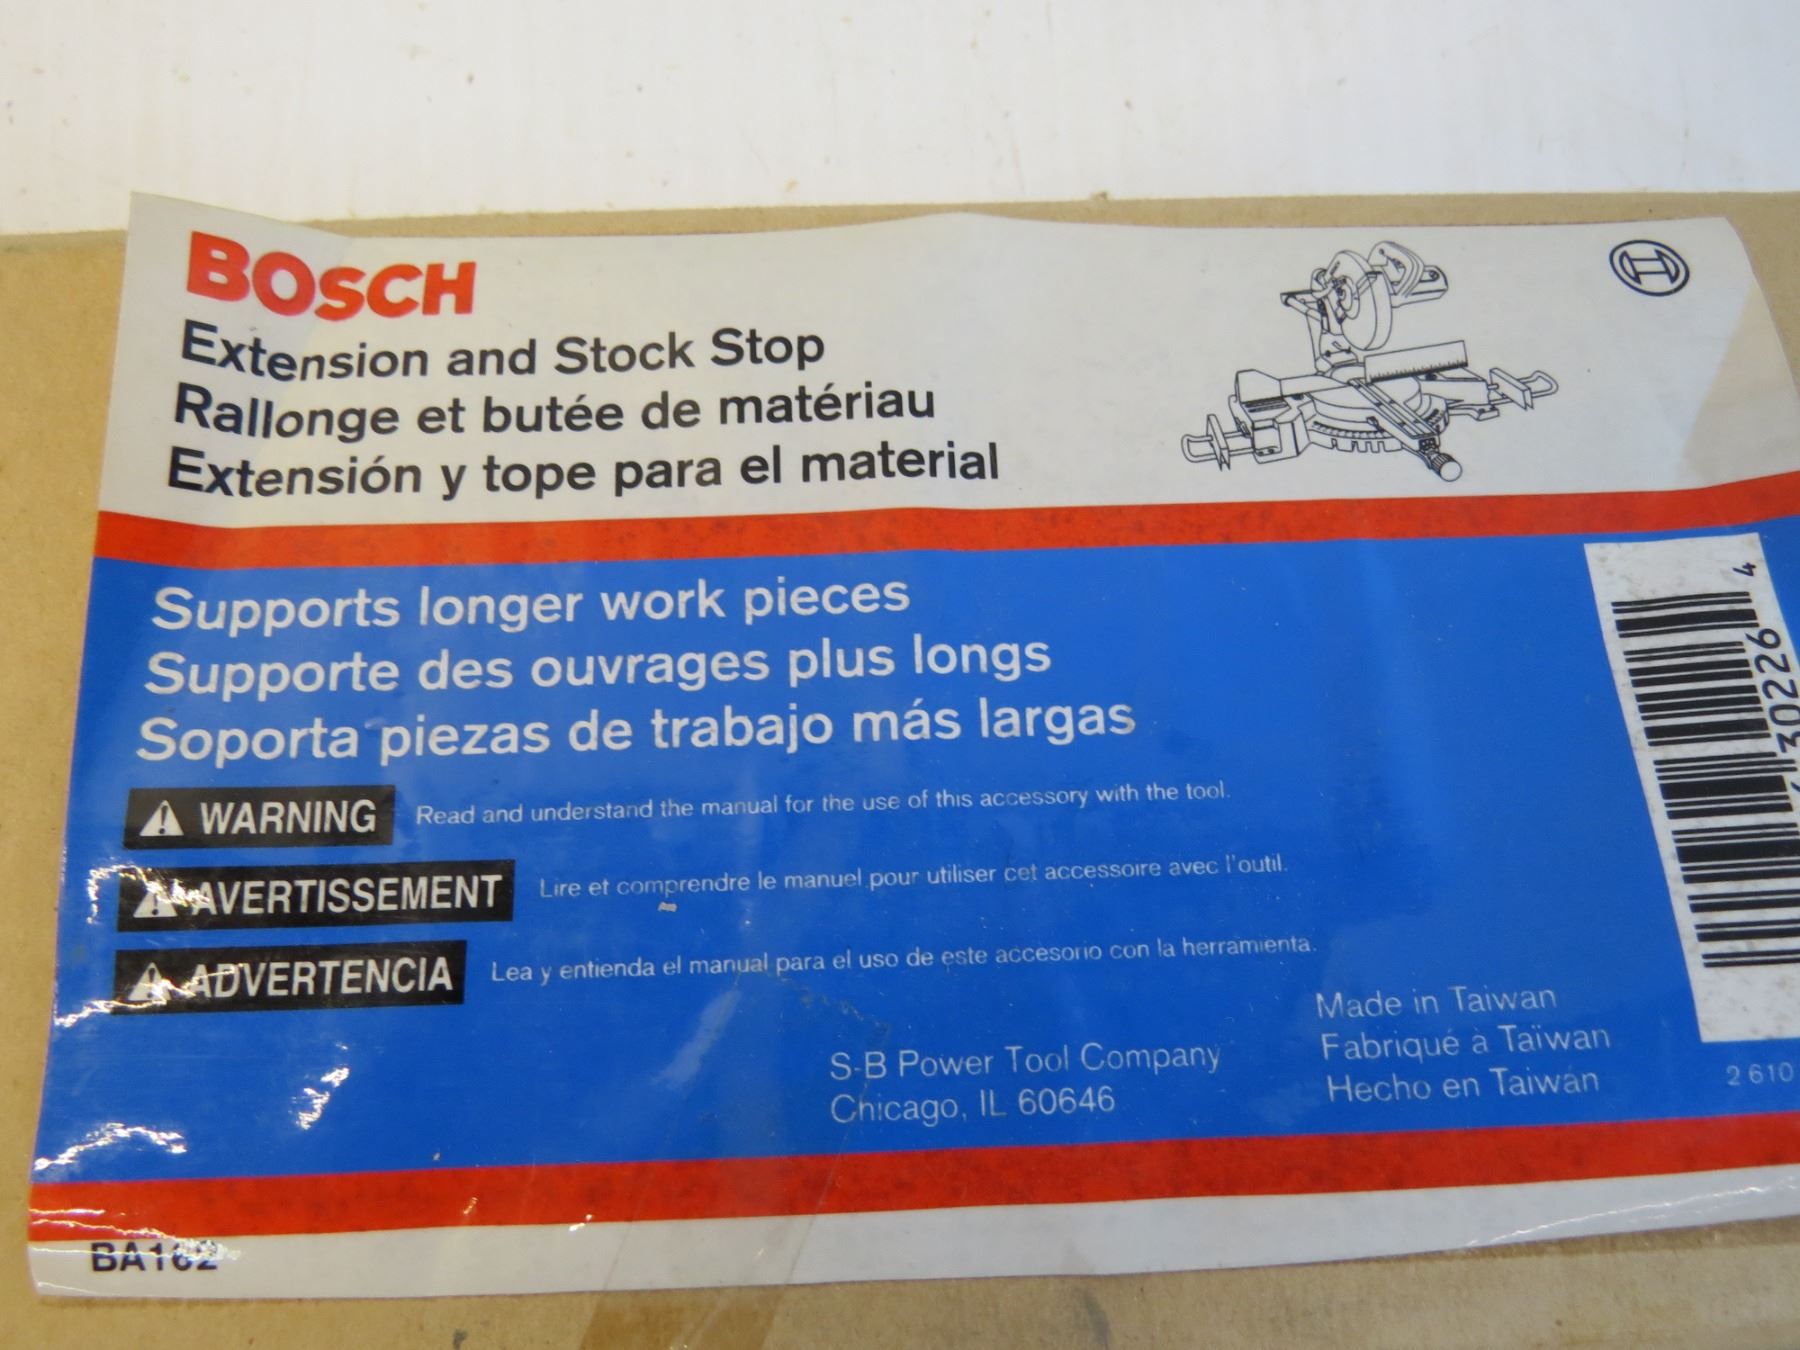 BOSCH
Extension and Stock Stop
Rallonge et butée de matériau
Extensión y tope para el material
Supports longer work pieces
Supporte des ouvrages plus longs
Soporta piezas de trabajo más largas
WARNING Read and understand the manual for the use of this accessory with the tool.
AVERTISSEMENT Lire et comprendre le manuel pour utiliser cet accessoire avec l'outil.
ADVERTENCIA Lea y entienda el manual para el uso de este accesorio con la herramienta.
S-B Power Tool Company
Chicago, IL 60646
Made in Taiwan
Fabriqué à Taïwan
Hecho en Taiwán
30226 4
2 610
BA162